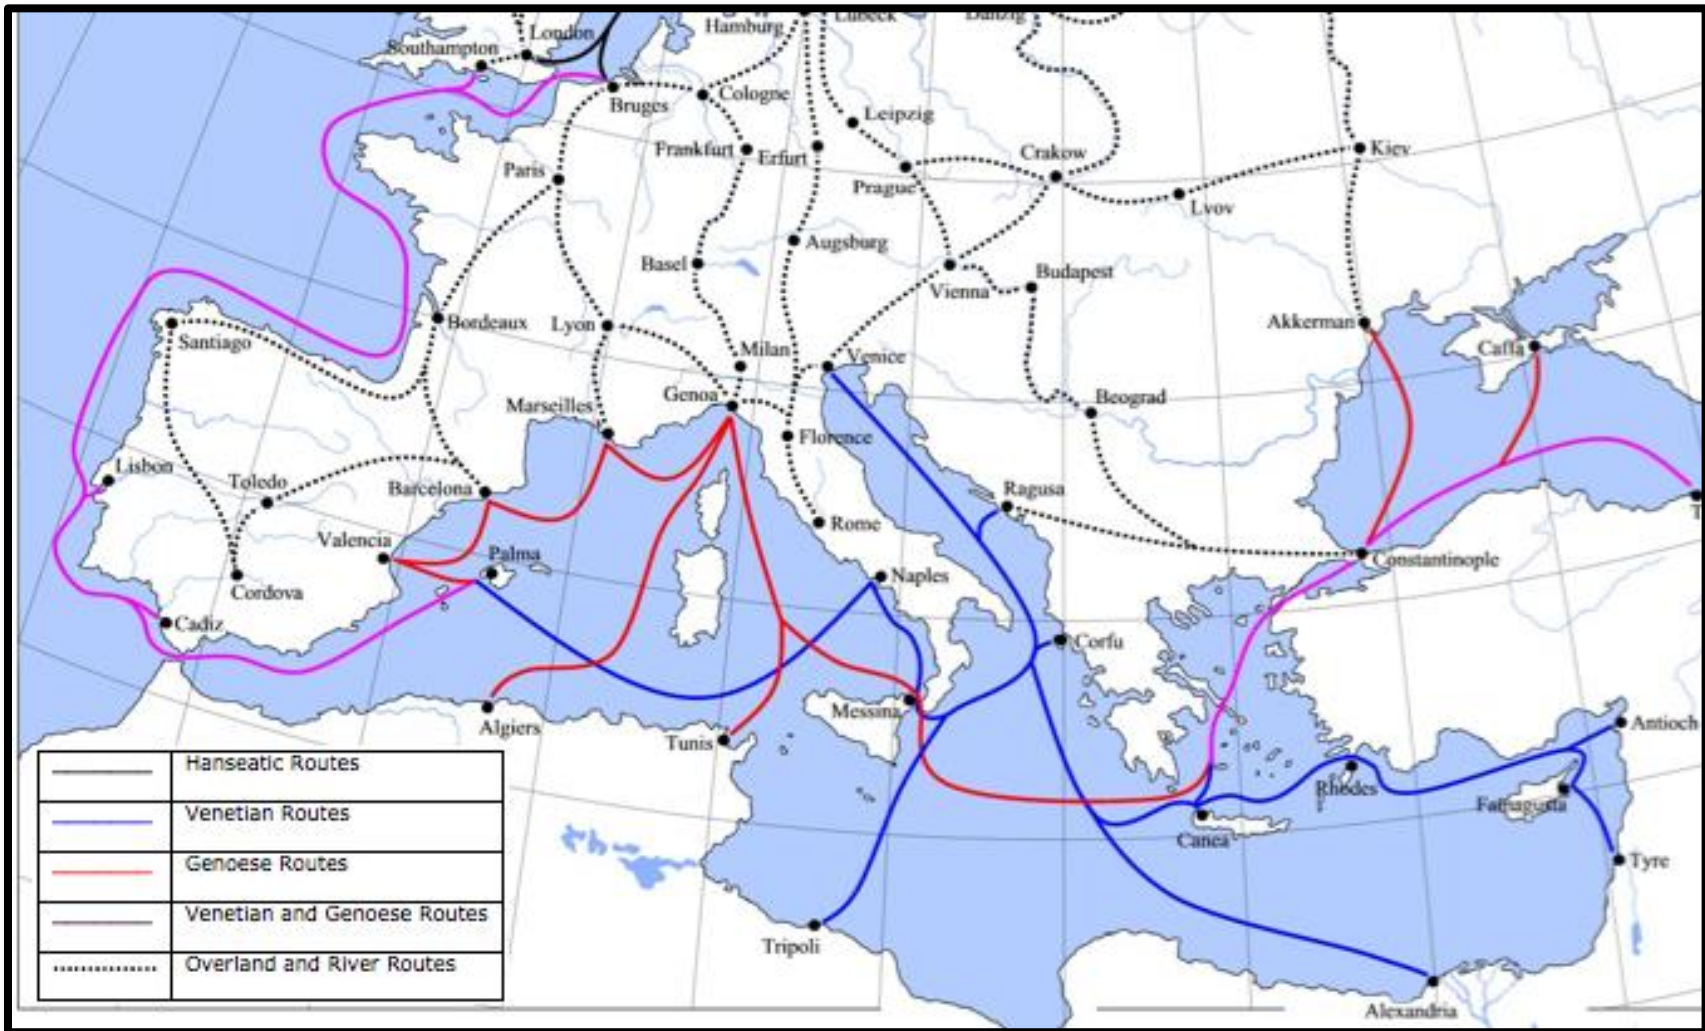 Lubeck
Danzig
Hamburg
London
Southampton
Bruges
Cologne
Leipzig
Frankfurt
Erfurt
Crakow
Kiev
Paris
Prague
Lvov
Augsburg
Basel
Vienna
Budapest
Santiago
Bordeaux
Lyon
Milan
Venice
Akkerman
Caffa
Genoa
Marseilles
Beograd
Florence
Lisbon
Toledo
Barcelona
Ragusa
Rome
T
Valencia
Palma
Constantinople
Naples
Cordova
Cadiz
Corfu
Messina
Antioch
Algiers
Tunis
Rhodes
Famagusta
Canea
Tyre
Tripoli
Alexandria
Hanseatic Routes
Venetian Routes
Genoese Routes
Venetian and Genoese Routes
Overland and River Routes